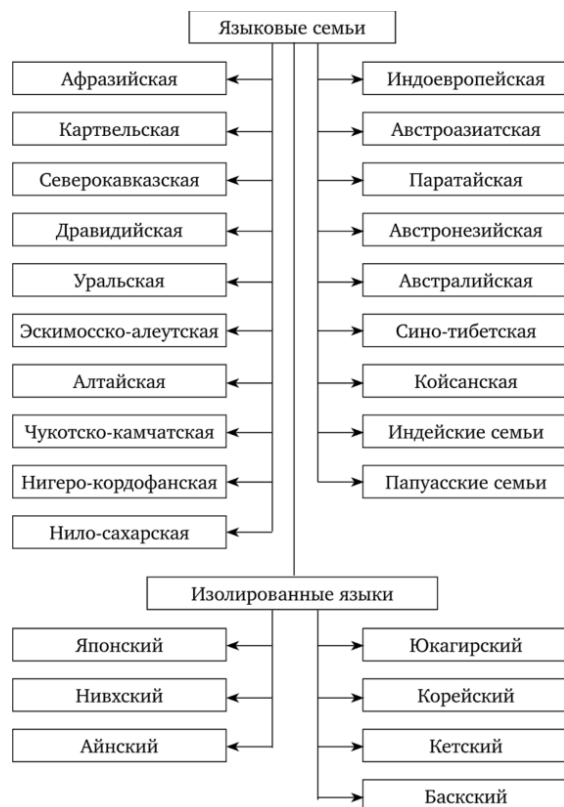 Языковые семьи
Афразийская
Индоевропейская
Картвельская
Австроазиатская
Северокавказская
Паратайская
Дравидийская
Австронезийская
Уральская
Австралийская
Эскимосско-алеутская
Сино-тибетская
Алтайская
Койсанская
Чукотско-камчатская
Индейские семьи
Нигеро-кордофанская
Папуасские семьи
Нило-сахарская
Изолированные языки
Японский
Юкагирский
Нивхский
Корейский
Айнский
Кетский
Баскский